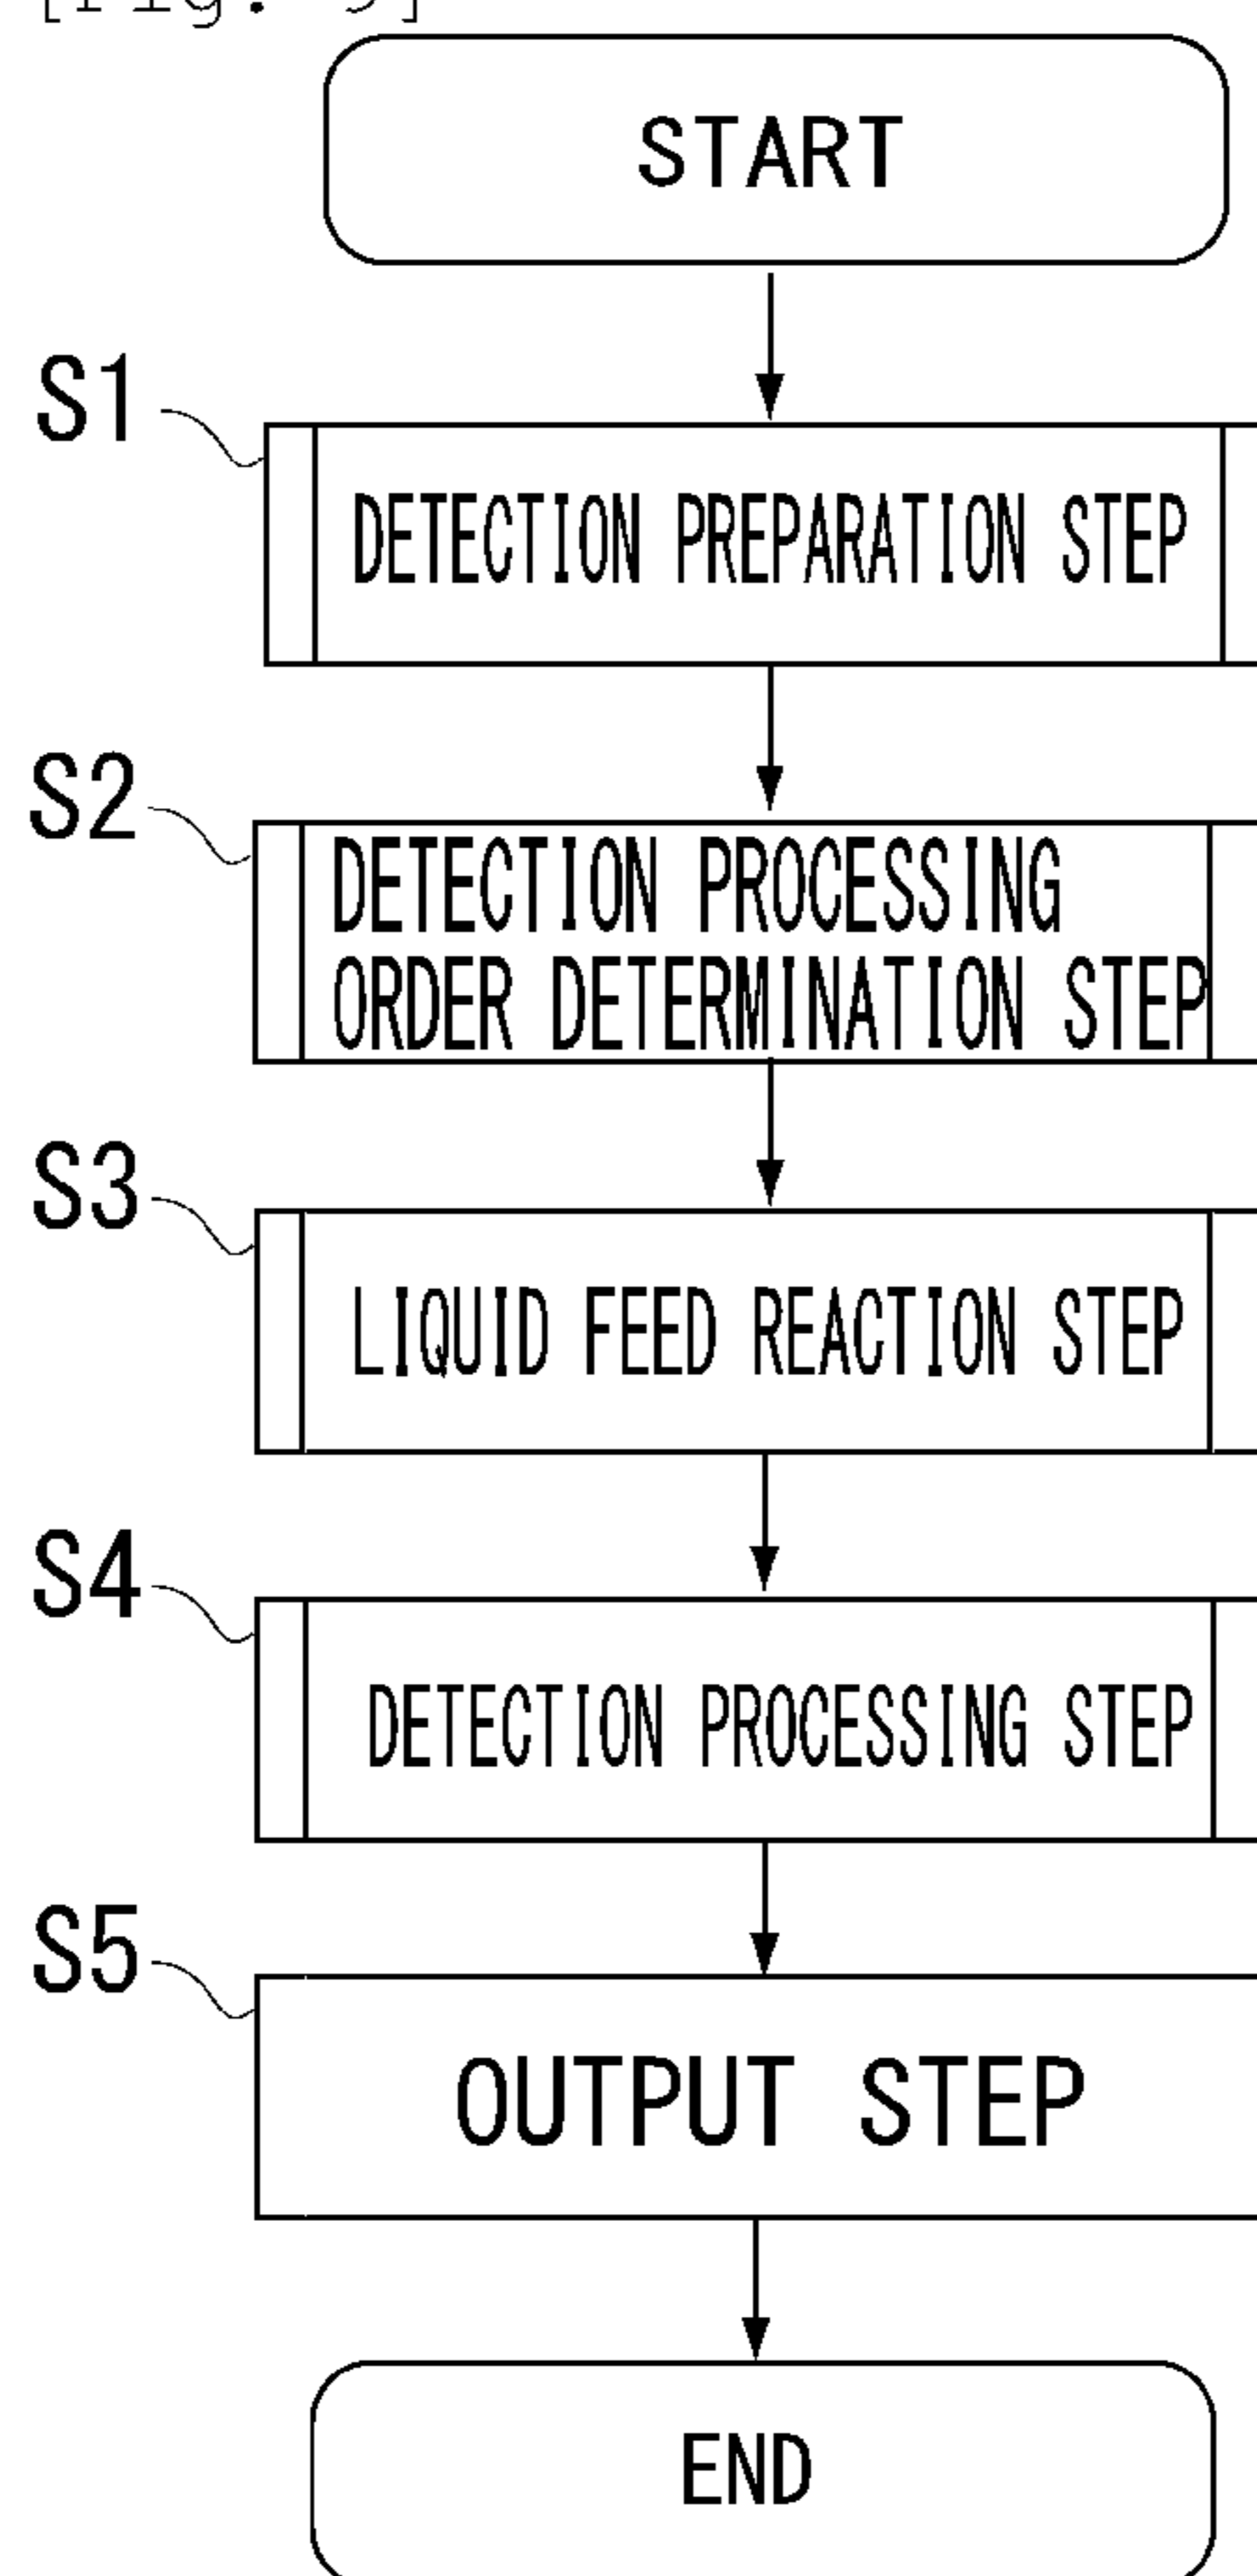 START
S1
DETECTION PREPARATION STEP
S2
DETECTION PROCESSING
ORDER DETERMINATION STEP
S3
LIQUID FEED REACTION STEP
S4
DETECTION PROCESSING STEP
S5
OUTPUT STEP
END